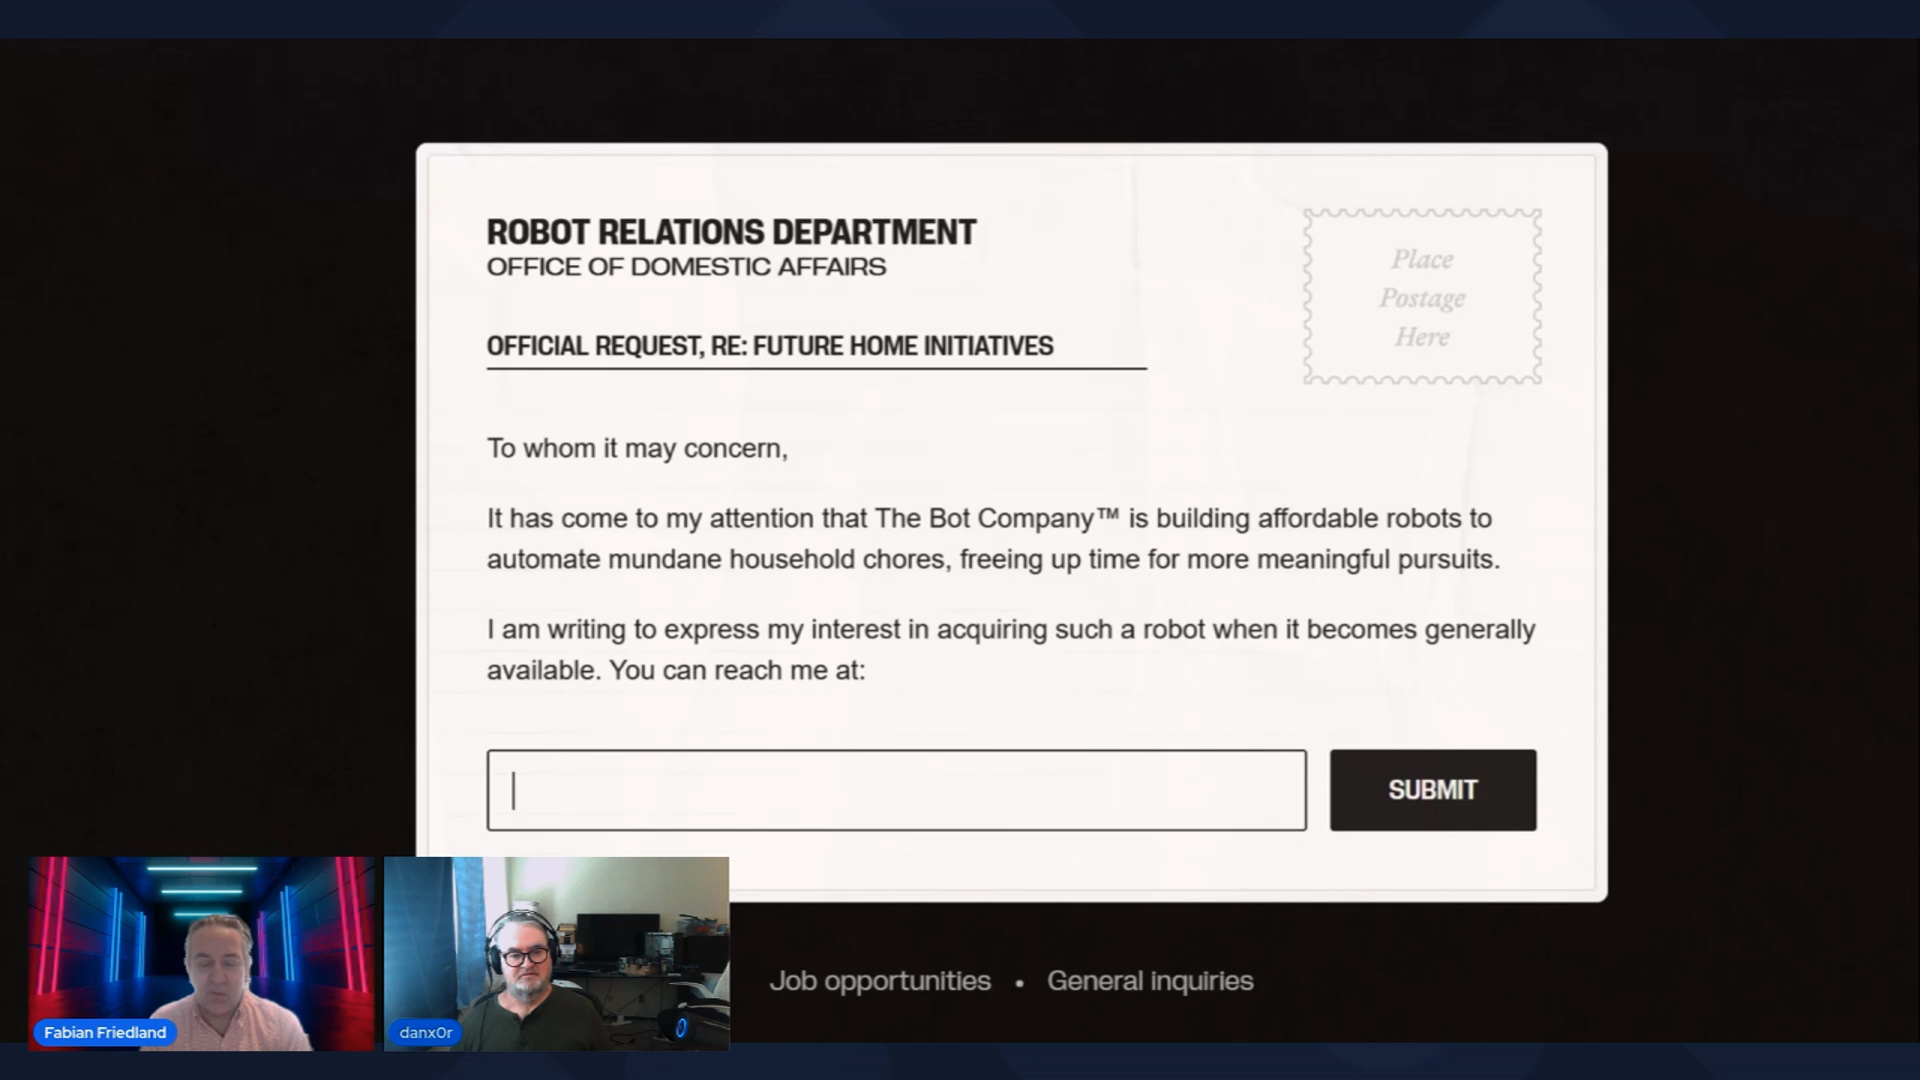 ROBOT RELATIONS DEPARTMENT
OFFICE OF DOMESTIC AFFAIRS
Place
Postage
Here
OFFICIAL REQUEST, RE: FUTURE HOME INITIATIVES
To whom it may concern,
It has come to my attention that The Bot Company™ is building affordable robots to
automate mundane household chores, freeing up time for more meaningful pursuits.
I am writing to express my interest in acquiring such a robot when it becomes generally
available. You can reach me at:
SUBMIT
Job opportunities • General inquiries
Fabian Friedland
danx0r